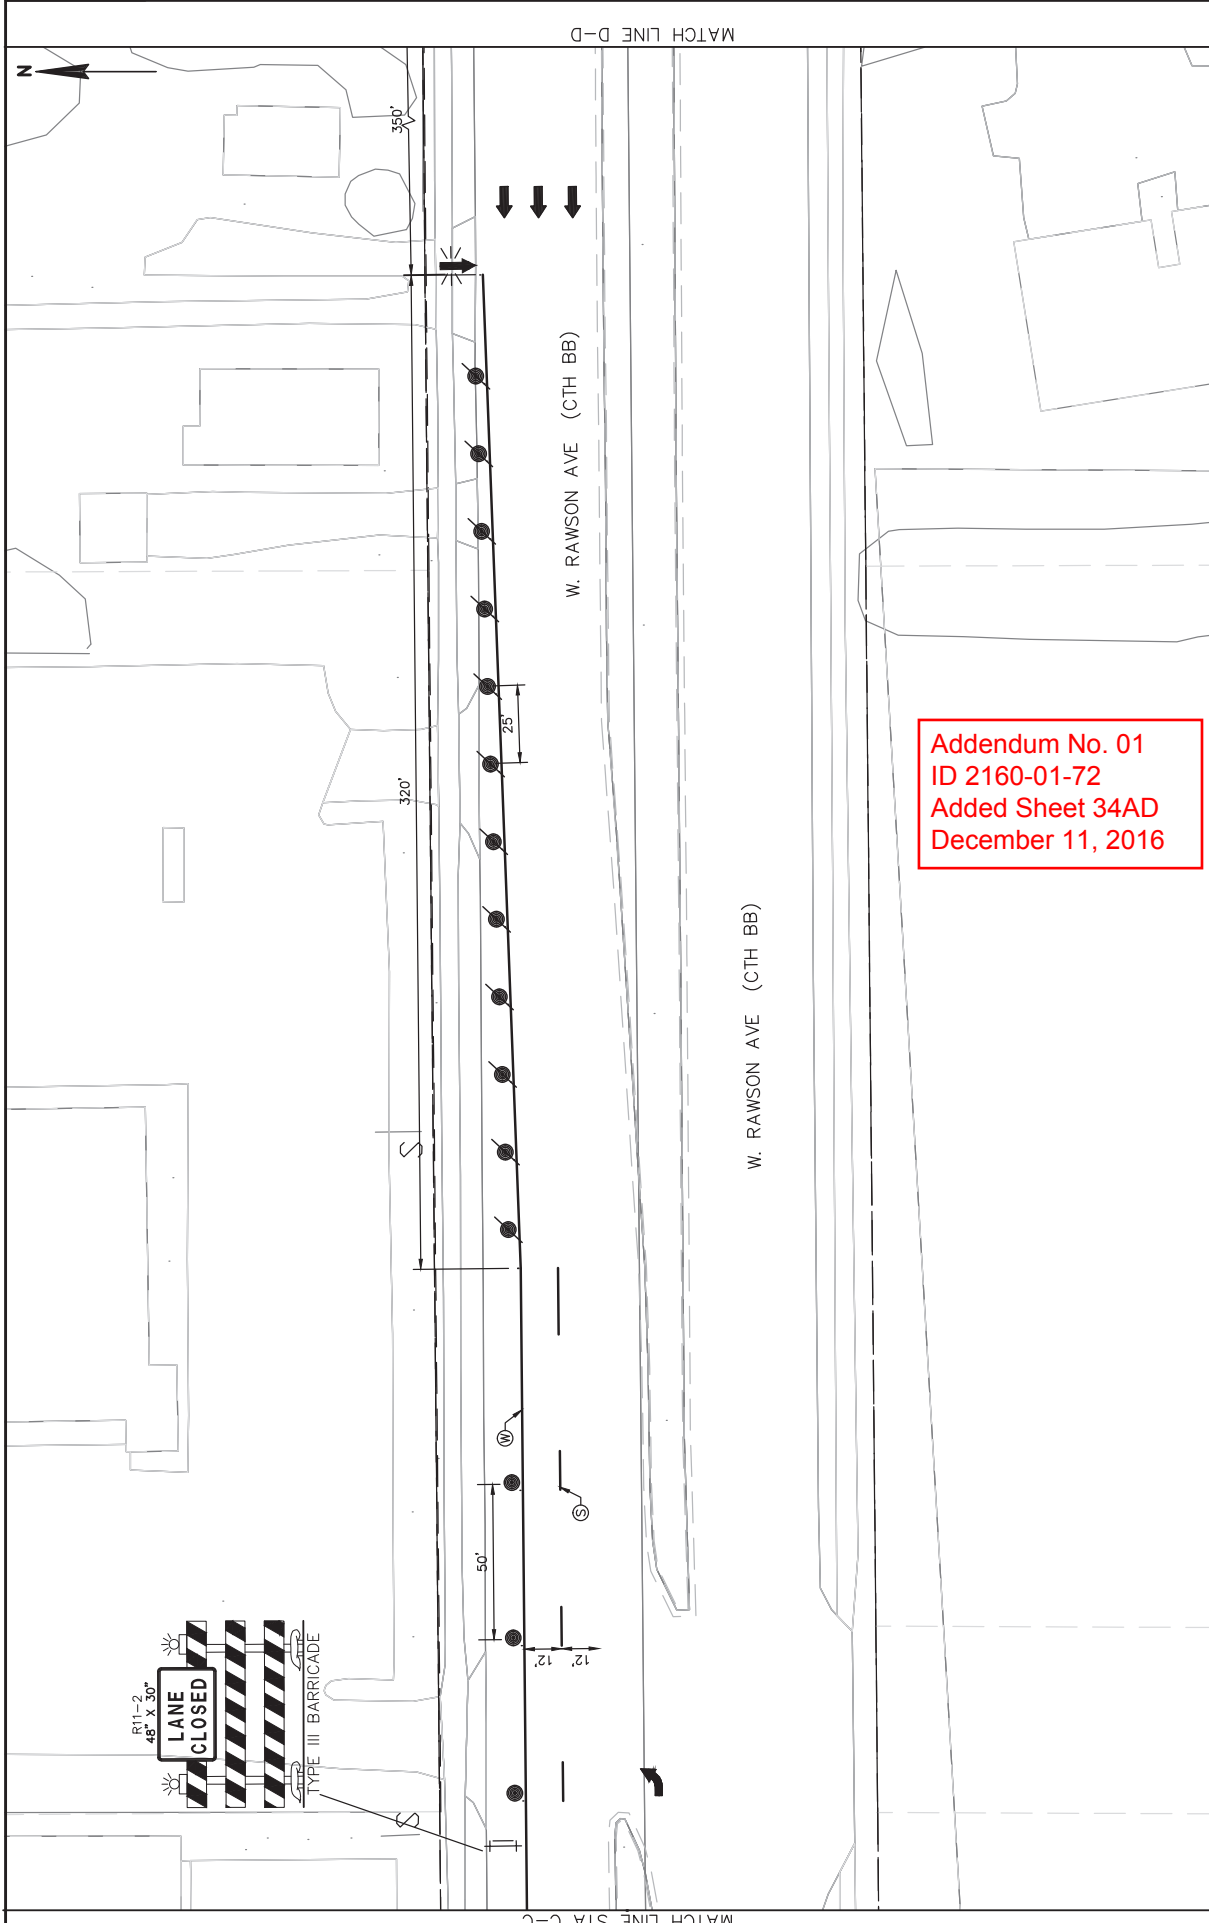 MATCH LINE D-D
N
350'
W. RAWSON AVE (CTH BB)
25'
320'
Addendum No. 01
ID 2160-01-72
Added Sheet 34AD
December 11, 2016
W. RAWSON AVE (CTH BB)
S
W
S
50'
12'
12'
R11-2
48" X 30"
LANE
CLOSED
TYPE III BARRICADE
S
MATCH LINE STA C-C